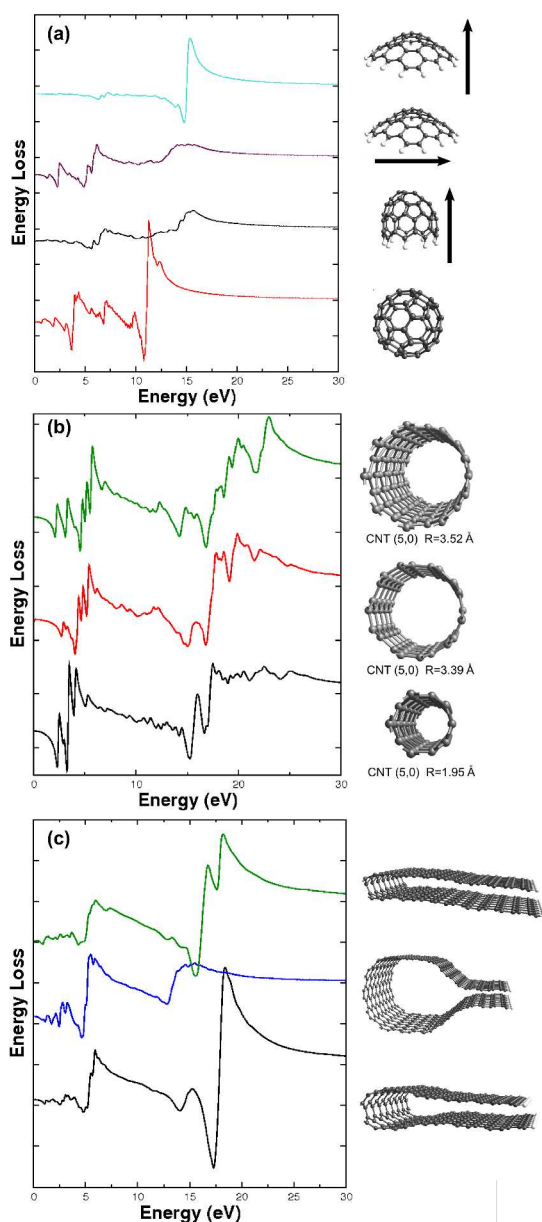 (a)
Energy Loss
0 5 10 15 20 25 30
Energy (eV)
(b)
Energy Loss
0 5 10 15 20 25 30
Energy (eV)
CNT (5,0) R=3.52 Å
CNT (5,0) R=3.39 Å
CNT (5,0) R=1.95 Å
(c)
Energy Loss
0 5 10 15 20 25 30
Energy (eV)